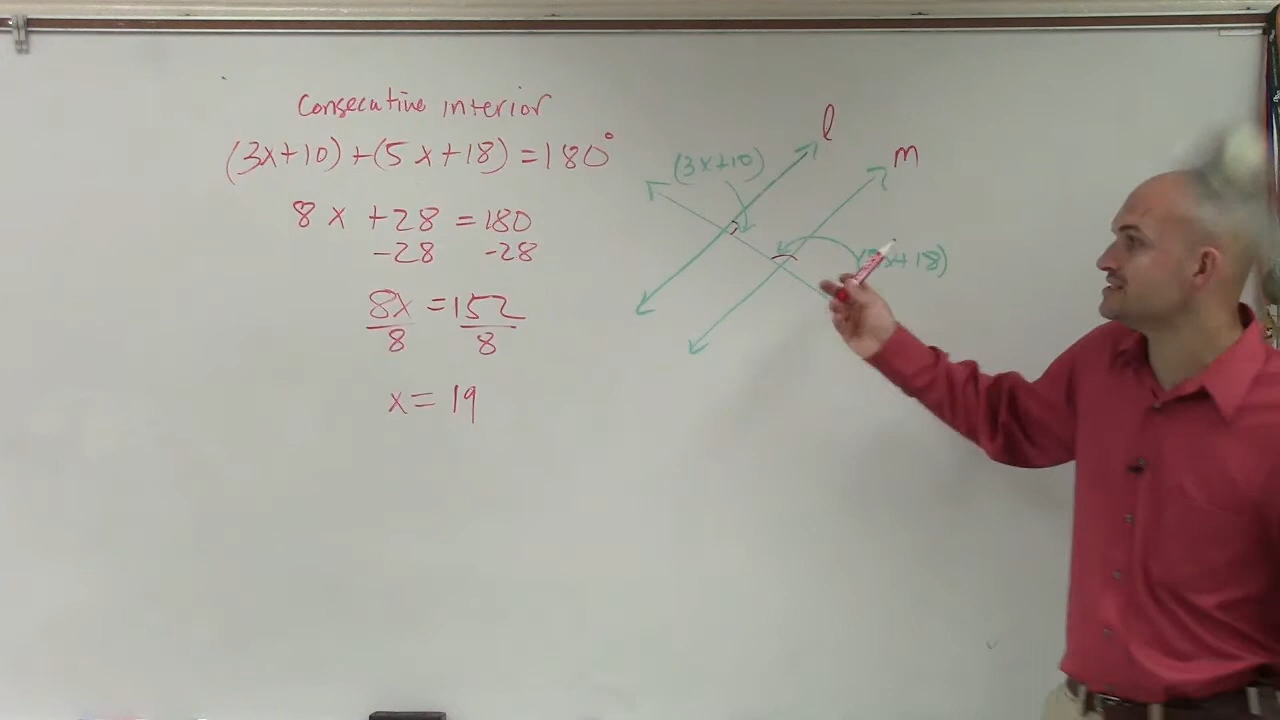 Consecutive interior
(3x+10)+(5x+18)=180°
8x +28 =180
-28 -28
8x =152
8 8
x= 19
l
m
(3x+10)
+18)